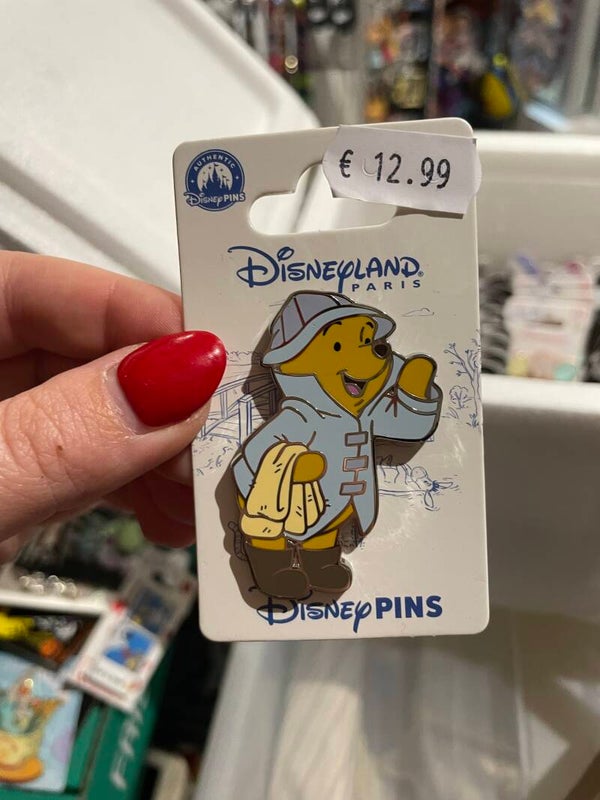 AUTHENTIC
DISNEY PINS
€ 12.99
DISNEYLAND®
PARIS
DISNEY PINS